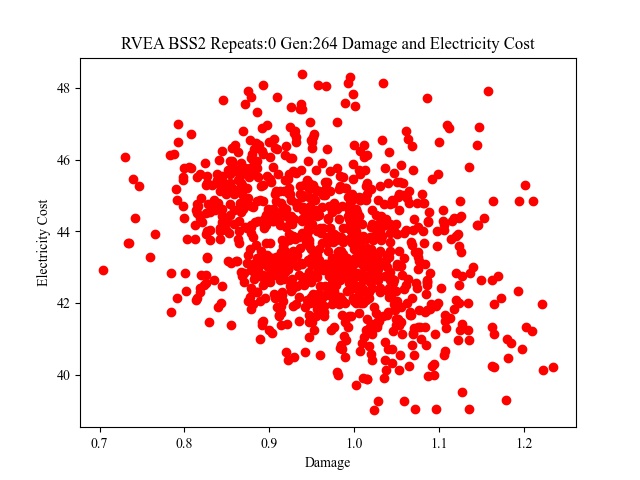 RVEA BSS2 Repeats:0 Gen:264 Damage and Electricity Cost
48
46
44
42
40
Electricity Cost
0.7 0.8 0.9 1.0 1.1 1.2
Damage